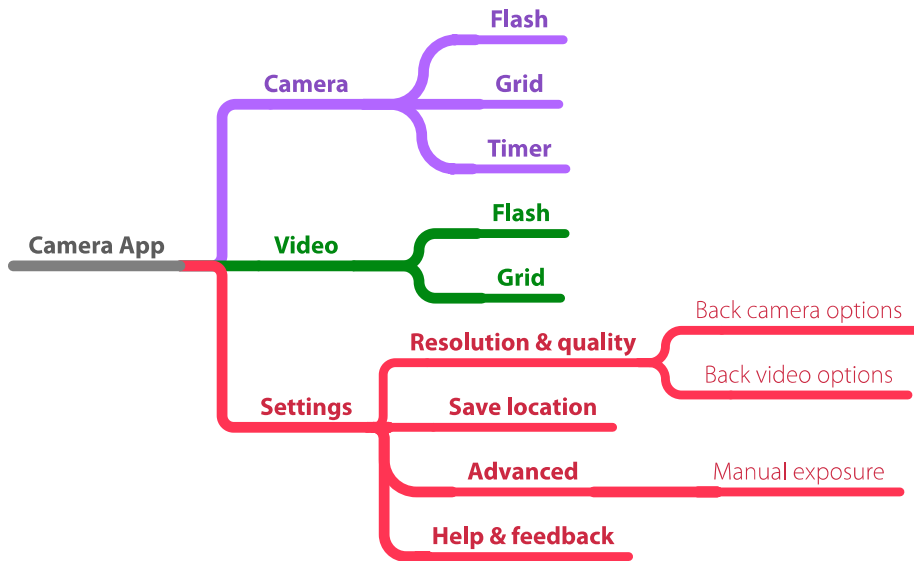 Camera App
Camera
Flash
Grid
Timer
Video
Flash
Grid
Settings
Resolution & quality
Back camera options
Back video options
Save location
Advanced
Manual exposure
Help & feedback